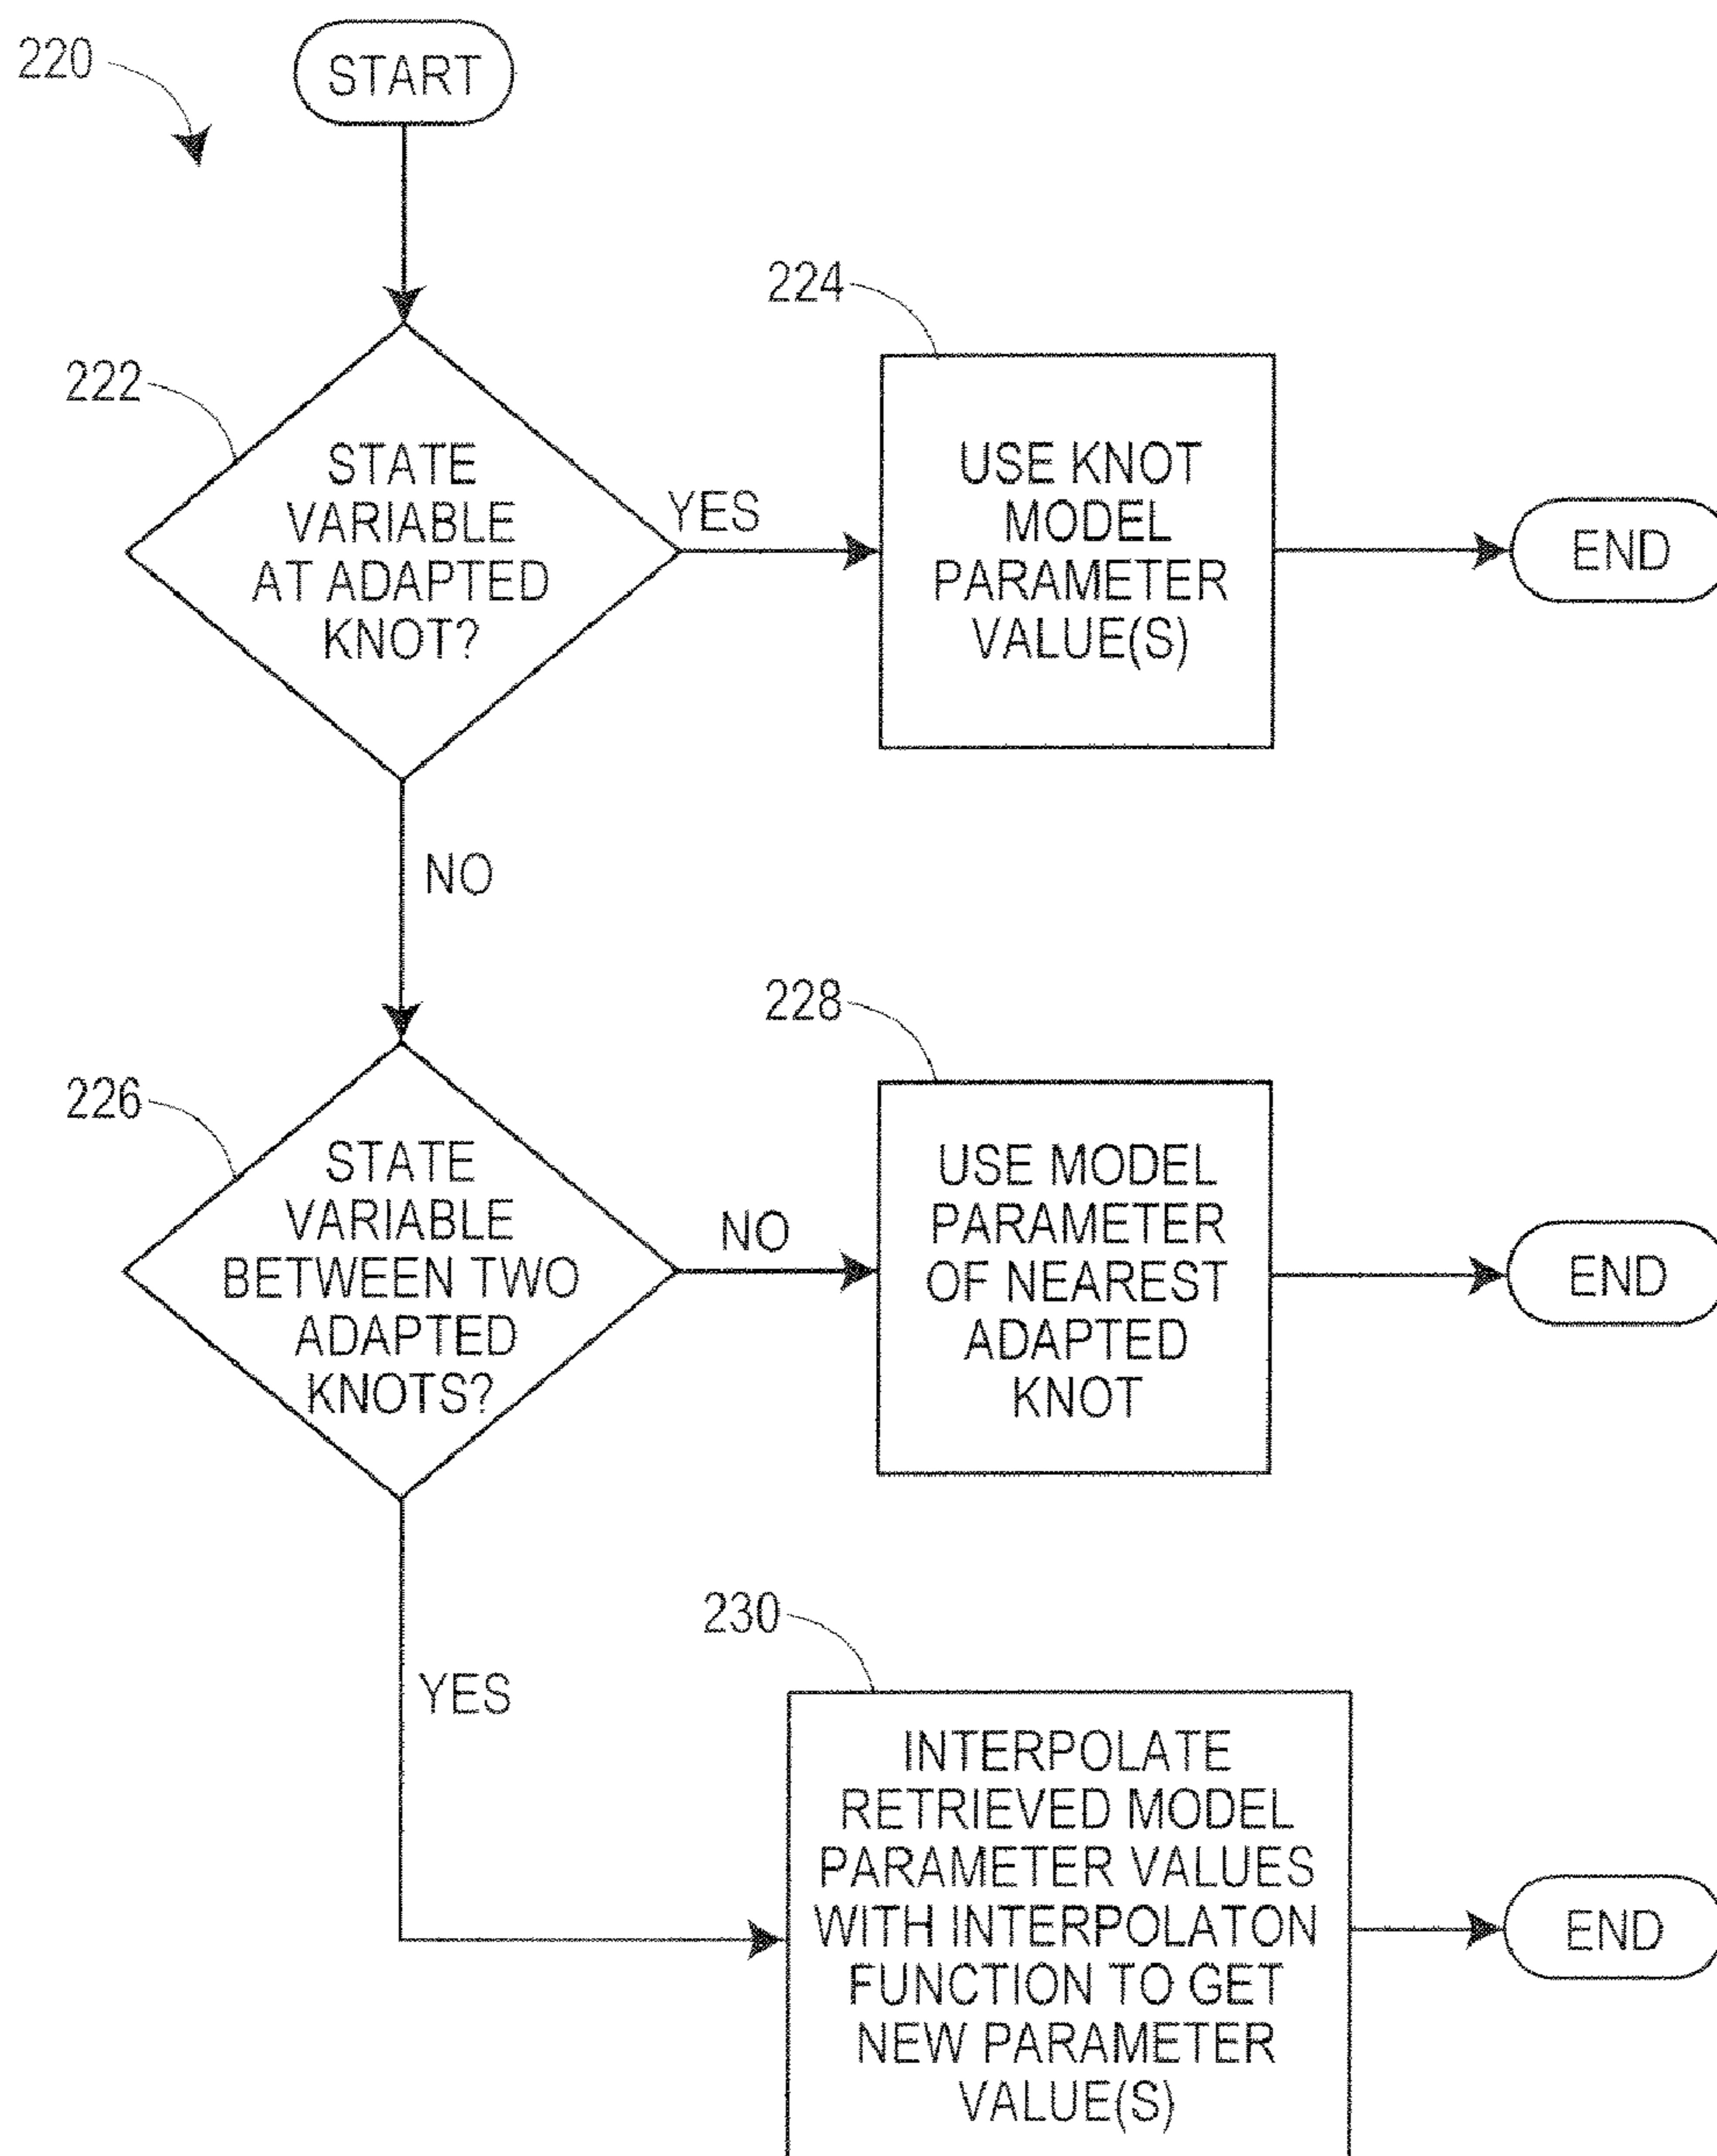 220
START
222
STATE
VARIABLE
AT ADAPTED
KNOT?
YES
224
USE KNOT
MODEL
PARAMETER
VALUE(S)
END
NO
226
STATE
VARIABLE
BETWEEN TWO
ADAPTED
KNOTS?
NO
228
USE MODEL
PARAMETER
OF NEAREST
ADAPTED
KNOT
END
YES
230
INTERPOLATE
RETRIEVED MODEL
PARAMETER VALUES
WITH INTERPOLATON
FUNCTION TO GET
NEW PARAMETER
VALUE(S)
END